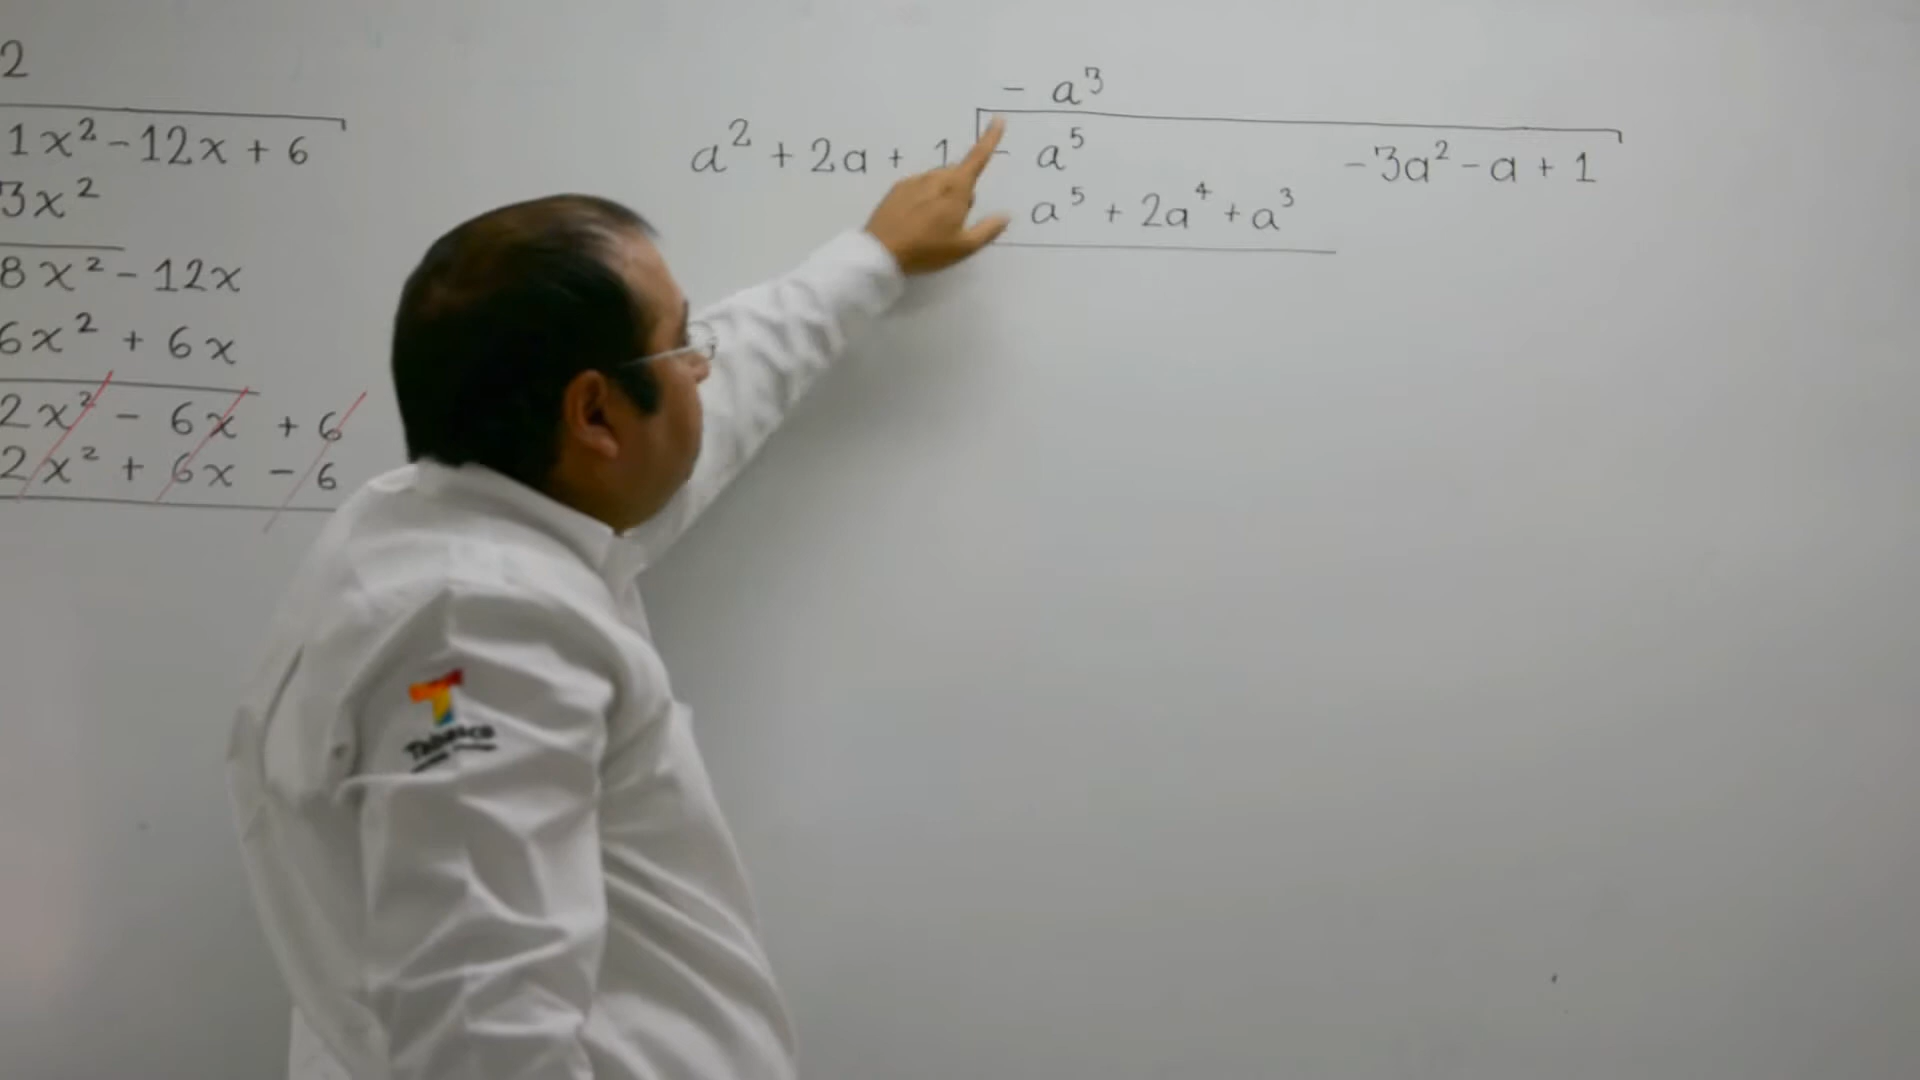 2
1x² - 12x + 6
3x²
8x² - 12x
6x² + 6x
2x² - 6x + 6
2x² + 6x - 6
- a³
a² + 2a + 1
- a⁵ -3a² - a + 1
a⁵ + 2a⁴ + a³
Tabasco